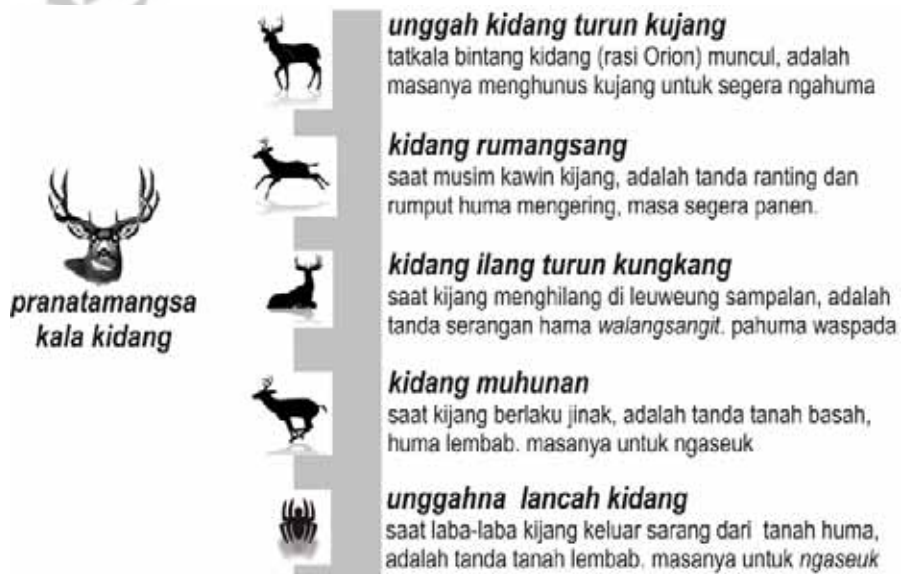 unggah kidang turun kujang
tatkala bintang kidang (rasi Orion) muncul, adalah
masanya menghunus kujang untuk segera ngahuma
kidang rumangsang
saat musim kawin kijang, adalah tanda ranting dan
rumput huma mengering, masa segera panen.
pranatamangsa
kala kidang
kidang ilang turun kungkang
saat kijang menghilang di leuweung sampalan, adalah
tanda serangan hama walangsangit. pahuma waspada
kidang muhunan
saat kijang berlaku jinak, adalah tanda tanah basah,
huma lembab. masanya untuk ngaseuk
unggahna lancah kidang
saat laba-laba kijang keluar sarang dari tanah huma,
adalah tanda tanah lembab. masanya untuk ngaseuk